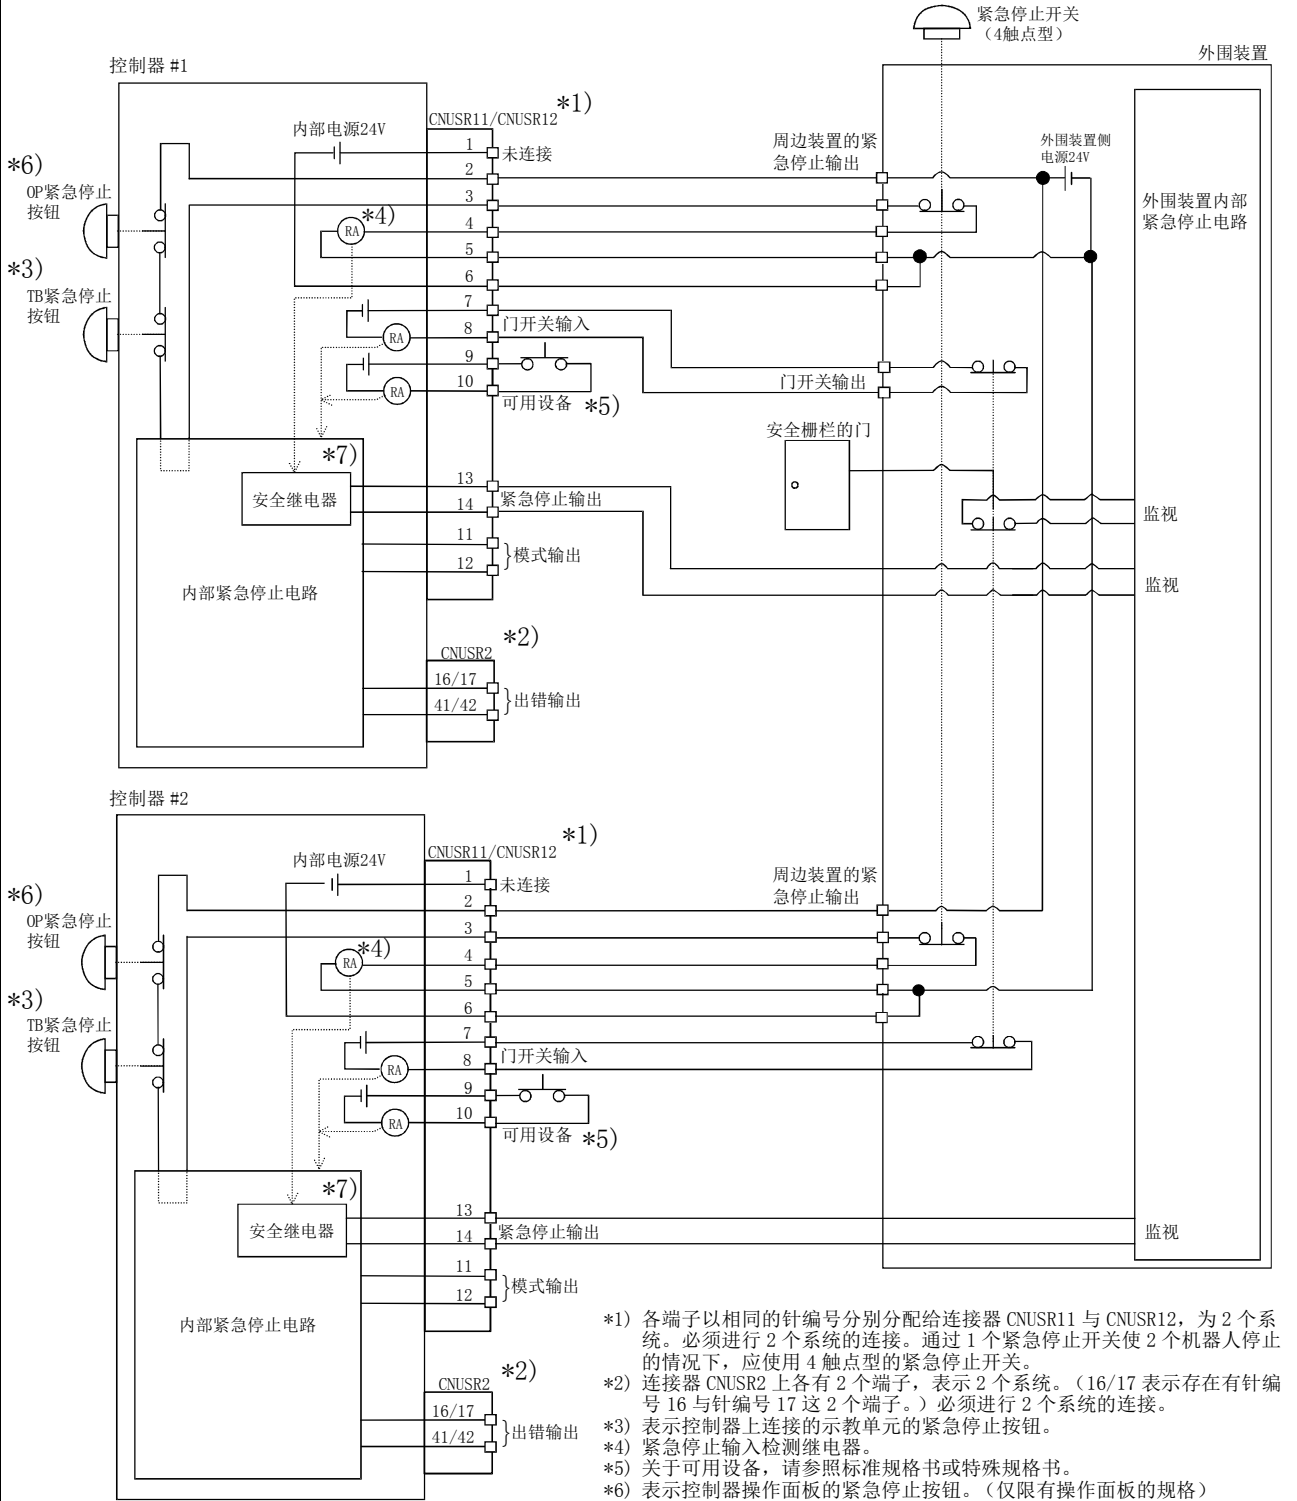 紧急停止开关
（4触点型）
外围装置
控制器 #1
*1)
CNUSR11/CNUSR12
内部电源24V
1
未连接
2
3
4
5
6
7
8
9
10
*6)
OP紧急停止
按钮
*4)
RA
*3)
TB紧急停止
按钮
RA
门开关输入
RA
可用设备 *5)
周边装置的紧
急停止输出
外围装置侧
电源24V
外围装置内部
紧急停止电路
门开关输出
安全栅栏的门
*7)
安全继电器
13
14
紧急停止输出
11
12
}模式输出
监视
监视
内部紧急停止电路
*2)
CNUSR2
16/17
41/42
}出错输出
控制器 #2
*1)
CNUSR11/CNUSR12
内部电源24V
1
未连接
2
3
4
5
6
7
8
9
10
周边装置的紧
急停止输出
*6)
OP紧急停止
按钮
*4)
RA
*3)
TB紧急停止
按钮
门开关输入
RA
RA
可用设备 *5)
*7)
安全继电器
13
14
紧急停止输出
监视
11
12
}模式输出
内部紧急停止电路
*2)
CNUSR2
16/17
41/42
}出错输出
*1) 各端子以相同的针编号分别分配给连接器 CNUSR11 与 CNUSR12，为 2 个系
统。必须进行 2 个系统的连接。通过 1 个紧急停止开关使 2 个机器人停止
的情况下，应使用 4 触点型的紧急停止开关。
*2) 连接器 CNUSR2 上各有 2 个端子，表示 2 个系统。（16/17 表示存在有针编
号 16 与针编号 17 这 2 个端子。）必须进行 2 个系统的连接。
*3) 表示控制器上连接的示教单元的紧急停止按钮。
*4) 紧急停止输入检测继电器。
*5) 关于可用设备，请参照标准规格书或特殊规格书。
*6) 表示控制器操作面板的紧急停止按钮。（仅限有操作面板的规格）